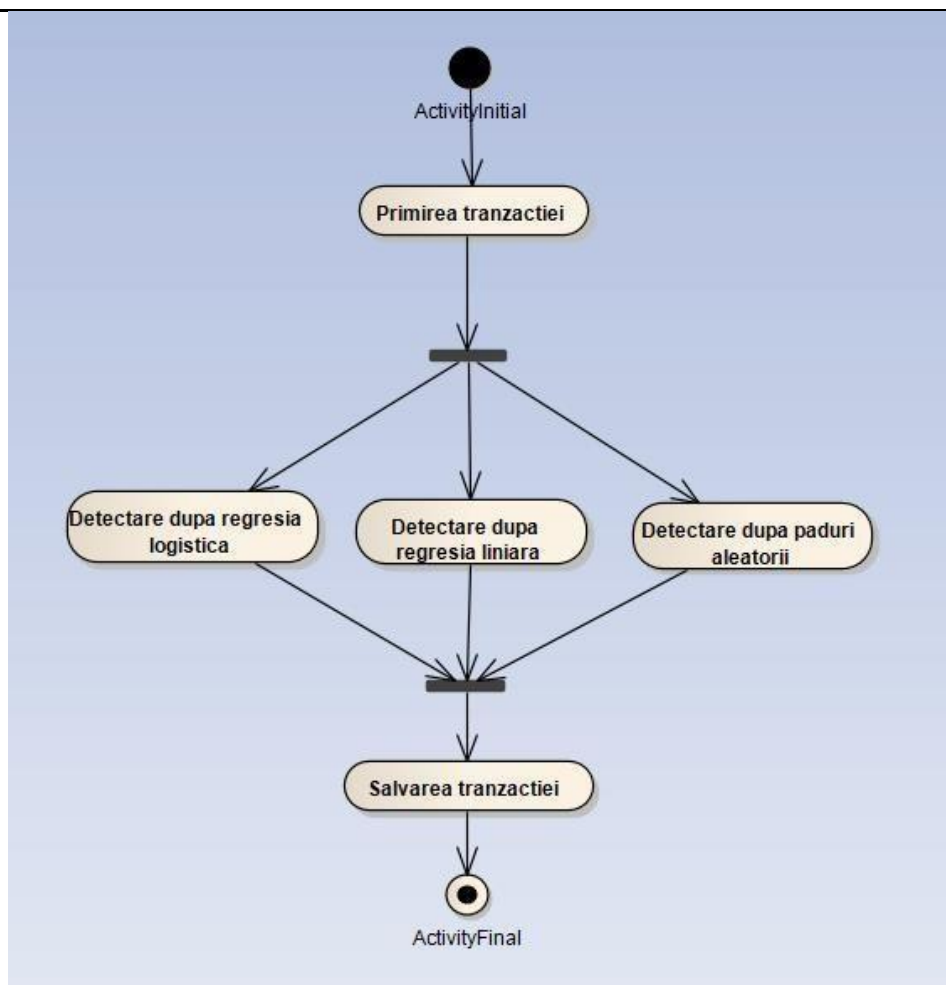 ActivityInitial
Primirea tranzactiei
Detectare dupa regresia
logistica
Detectare dupa
regresia liniara
Detectare dupa paduri
aleatorii
Salvarea tranzactiei
ActivityFinal